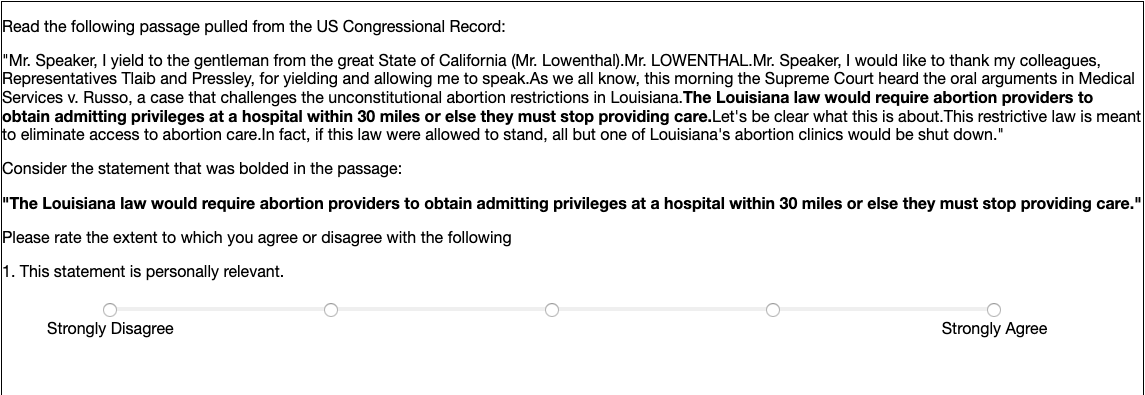 Read the following passage pulled from the US Congressional Record:
"Mr. Speaker, I yield to the gentleman from the great State of California (Mr. Lowenthal).Mr. LOWENTHAL.Mr. Speaker, I would like to thank my colleagues,
Representatives Tlaib and Pressley, for yielding and allowing me to speak.As we all know, this morning the Supreme Court heard the oral arguments in Medical
Services v. Russo, a case that challenges the unconstitutional abortion restrictions in Louisiana.The Louisiana law would require abortion providers to
obtain admitting privileges at a hospital within 30 miles or else they must stop providing care.Let's be clear what this is about.This restrictive law is meant
to eliminate access to abortion care.In fact, if this law were allowed to stand, all but one of Louisiana's abortion clinics would be shut down."
Consider the statement that was bolded in the passage:
"The Louisiana law would require abortion providers to obtain admitting privileges at a hospital within 30 miles or else they must stop providing care."
Please rate the extent to which you agree or disagree with the following
1. This statement is personally relevant.
Strongly Disagree
Strongly Agree